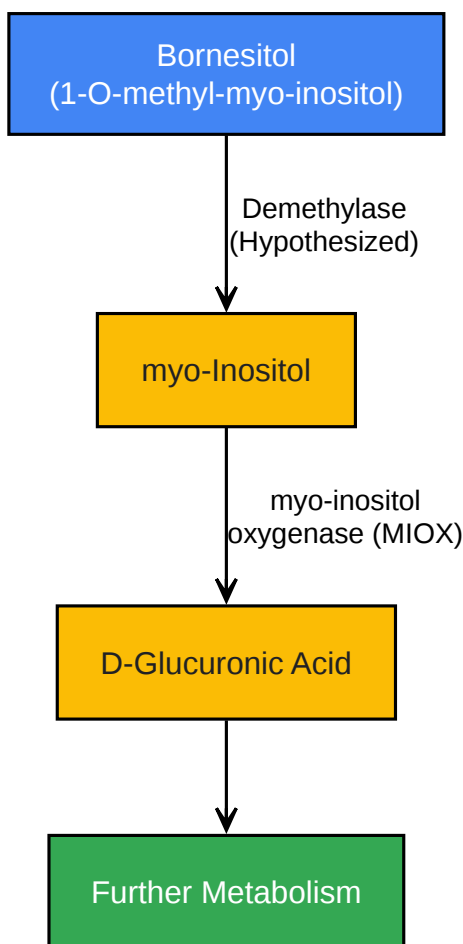 Bornesitol
(1-O-methyl-myo-inositol)
Demethylase
(Hypothesized)
myo-Inositol
myo-inositol
oxygenase (MIOX)
D-Glucuronic Acid
Further Metabolism